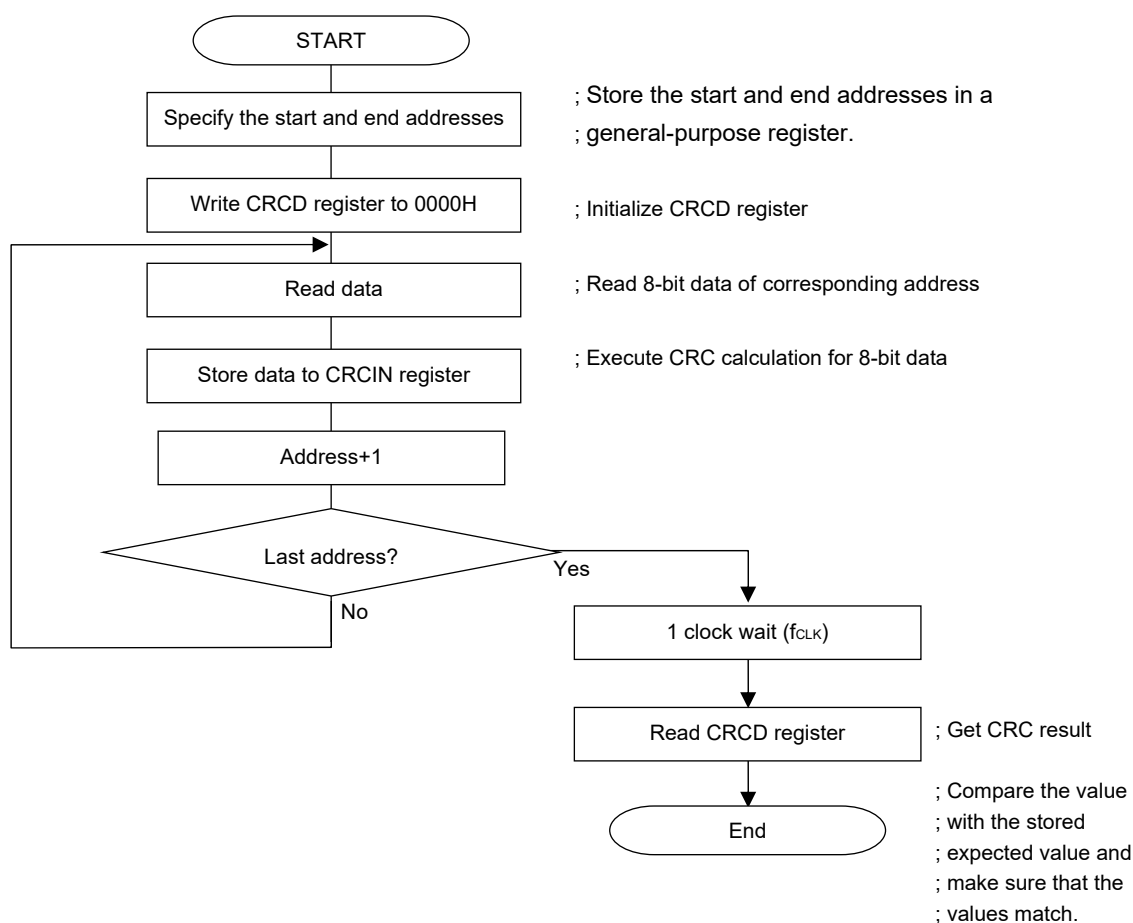 START
Specify the start and end addresses
; Store the start and end addresses in a
; general-purpose register.
Write CRCD register to 0000H
; Initialize CRCD register
Read data
; Read 8-bit data of corresponding address
Store data to CRCIN register
; Execute CRC calculation for 8-bit data
Address+1
Last address?
Yes
No
1 clock wait (fCLK)
Read CRCD register
; Get CRC result
End
; Compare the value
; with the stored
; expected value and
; make sure that the
; values match.